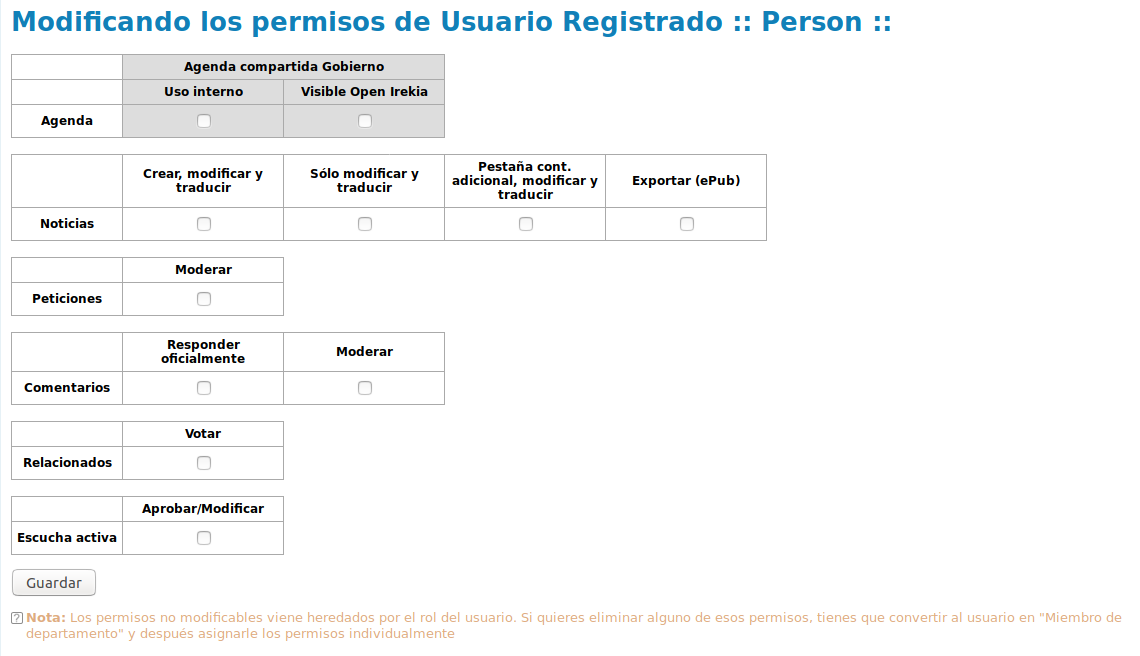 Modificando los permisos de Usuario Registrado :: Person ::
Agenda compartida Gobierno
Uso interno Visible Open Irekia
Agenda
Crear, modificar y
traducir
Sólo modificar y
traducir
Pestaña cont.
adicional, modificar y
traducir
Exportar (ePub)
Noticias
Moderar
Peticiones
Responder
oficialmente
Moderar
Comentarios
Votar
Relacionados
Aprobar/Modificar
Escucha activa
Guardar
? Nota: Los permisos no modificables viene heredados por el rol del usuario. Si quieres eliminar alguno de esos permisos, tienes que convertir al usuario en "Miembro de
departamento" y después asignarle los permisos individualmente